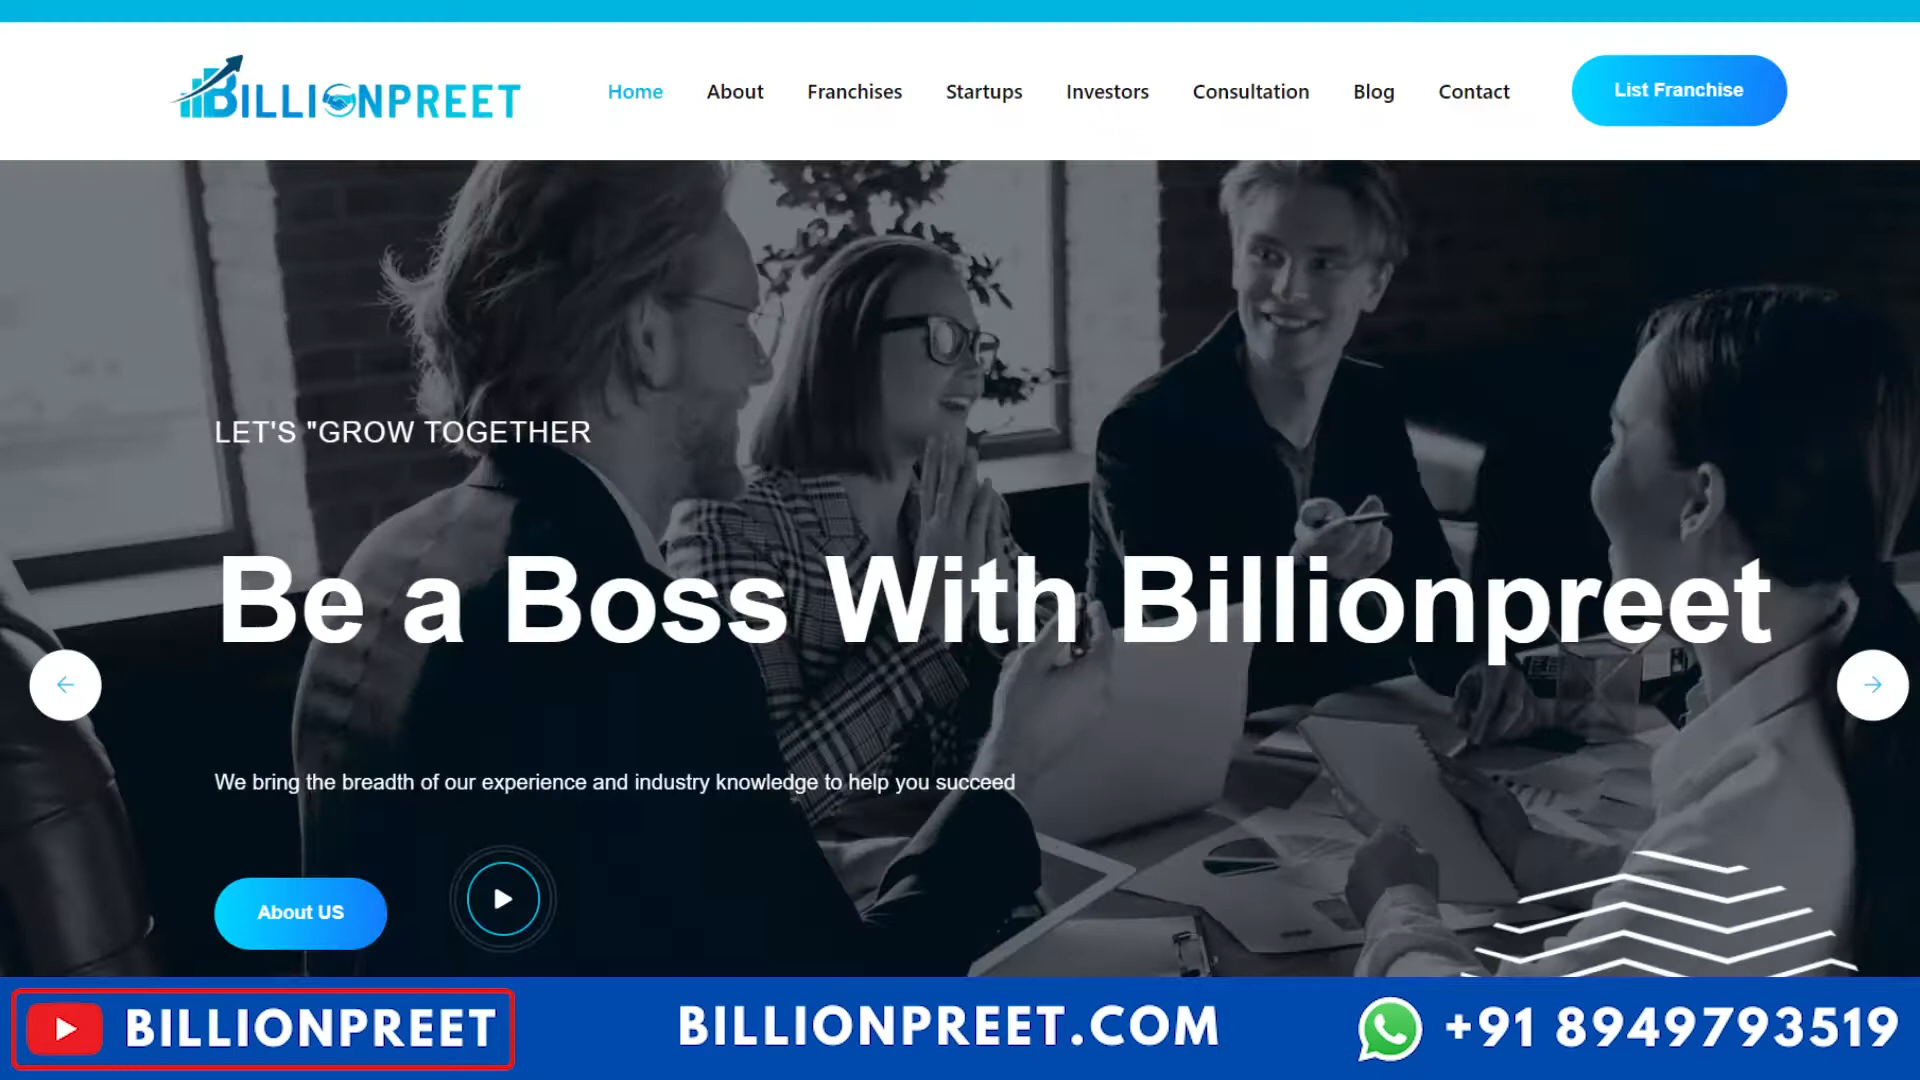 BILLIONPREET
Home About Franchises Startups Investors Consultation Blog Contact List Franchise
LET'S "GROW TOGETHER
Be a Boss With Billionpreet
We bring the breadth of our experience and industry knowledge to help you succeed
About US
BILLIONPREET BILLIONPREET.COM +91 8949793519